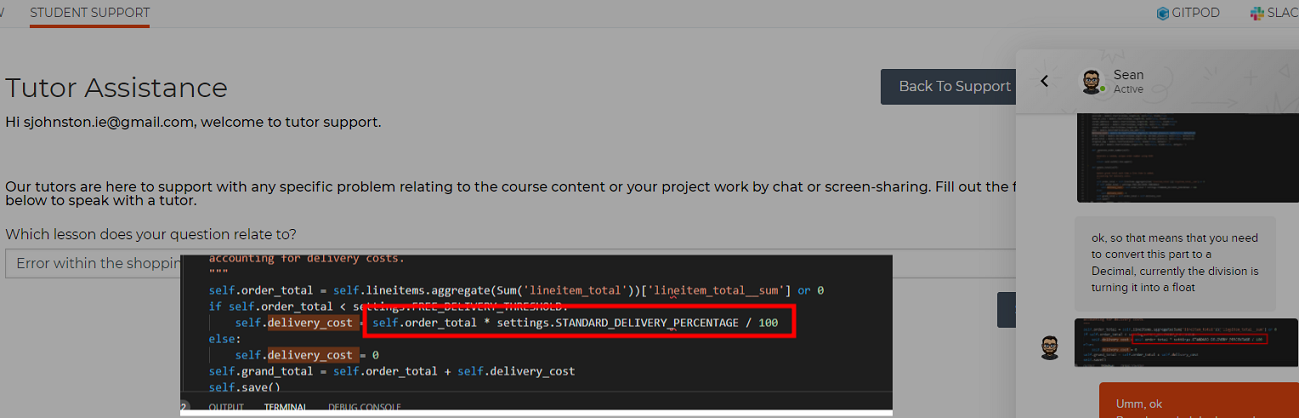 STUDENT SUPPORT
GITPOD
SLAC
Tutor Assistance
Back To Support
Hi sjohnston.ie@gmail.com, welcome to tutor support.
Our tutors are here to support with any specific problem relating to the course content or your project work by chat or screen-sharing. Fill out the f
below to speak with a tutor.
Which lesson does your question relate to?
Error within the shoppin
accounting for delivery costs.
"""
self.order_total = self.lineitems.aggregate(Sum('lineitem_total'))['lineitem_total__sum'] or 0
if self.order_total < settings.FREE_DELIVERY_THRESHOLD:
self.delivery_cost = self.order_total * settings.STANDARD_DELIVERY_PERCENTAGE / 100
else:
self.delivery_cost = 0
self.grand_total = self.order_total + self.delivery_cost
self.save()
2 OUTPUT TERMINAL DEBUG CONSOLE
Sean
Active
ok, so that means that you need
to convert this part to a
Decimal, currently the division is
turning it into a float
Umm, ok